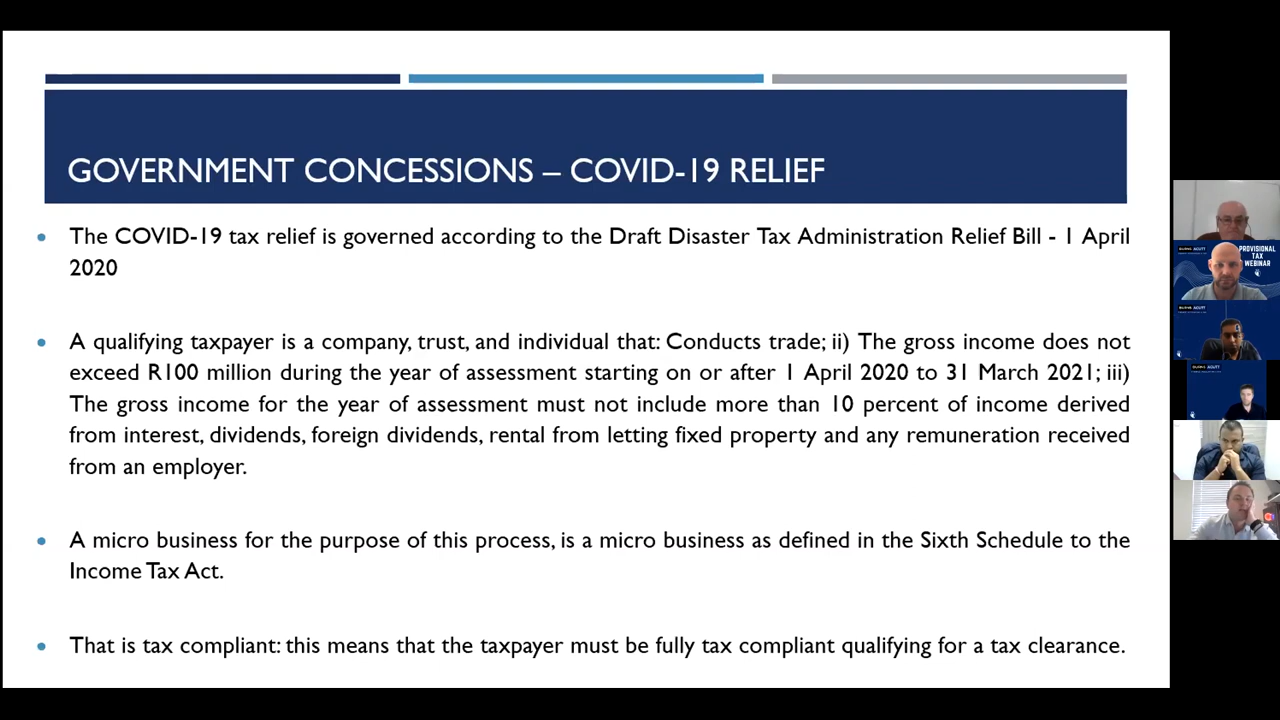 GOVERNMENT CONCESSIONS – COVID-19 RELIEF
• The COVID-19 tax relief is governed according to the Draft Disaster Tax Administration Relief Bill - 1 April
2020
• A qualifying taxpayer is a company, trust, and individual that: Conducts trade; ii) The gross income does not
exceed R100 million during the year of assessment starting on or after 1 April 2020 to 31 March 2021; iii)
The gross income for the year of assessment must not include more than 10 percent of income derived
from interest, dividends, foreign dividends, rental from letting fixed property and any remuneration received
from an employer.
• A micro business for the purpose of this process, is a micro business as defined in the Sixth Schedule to the
Income Tax Act.
• That is tax compliant: this means that the taxpayer must be fully tax compliant qualifying for a tax clearance.
PROVISIONAL
TAX
WEBINAR